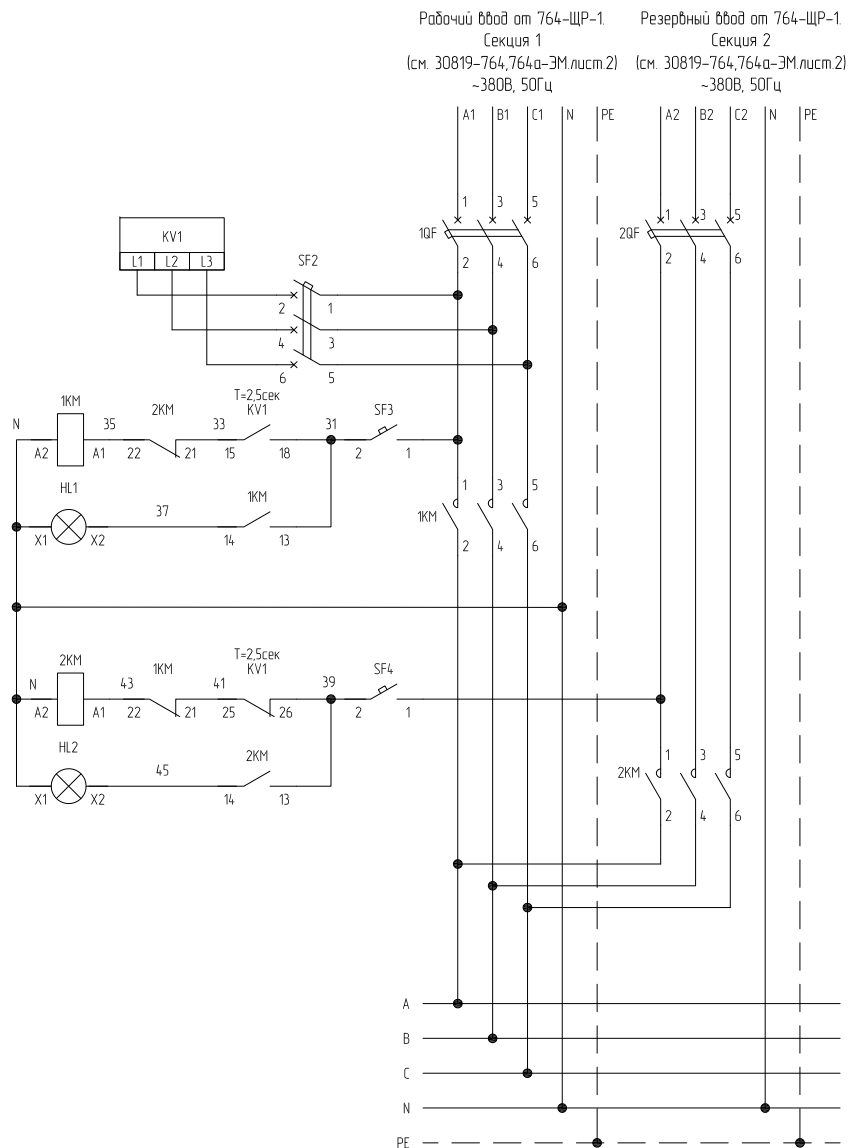 Рабочий ввод от 764-ЩР-1.
Секция 1
(см. 30819-764,764а-ЭМ.лист.2)
~380В, 50Гц
Резервный ввод от 764-ЩР-1.
Секция 2
(см. 30819-764,764а-ЭМ.лист.2)
~380В, 50Гц
A1 B1 C1 N PE A2 B2 C2 N PE
1 3 5 1 3 5
1QF 2QF
2 4 6 2 4 6
KV1
L1 L2 L3
SF2
2 1
4 3
6 5
T=2,5сек
1KM 2KM KV1 SF3
N 35 33 31
A2 A1 22 21 15 18 2 1
HL1
37 1KM
X1 X2 14 13
1 3 5
1KM
2 4 6
T=2,5сек
2KM 1KM KV1 SF4
N 43 41 39
A2 A1 22 21 25 26 2 1
HL2
45 2KM
X1 X2 14 13
1 3 5
2KM
2 4 6
A
B
C
N
PE